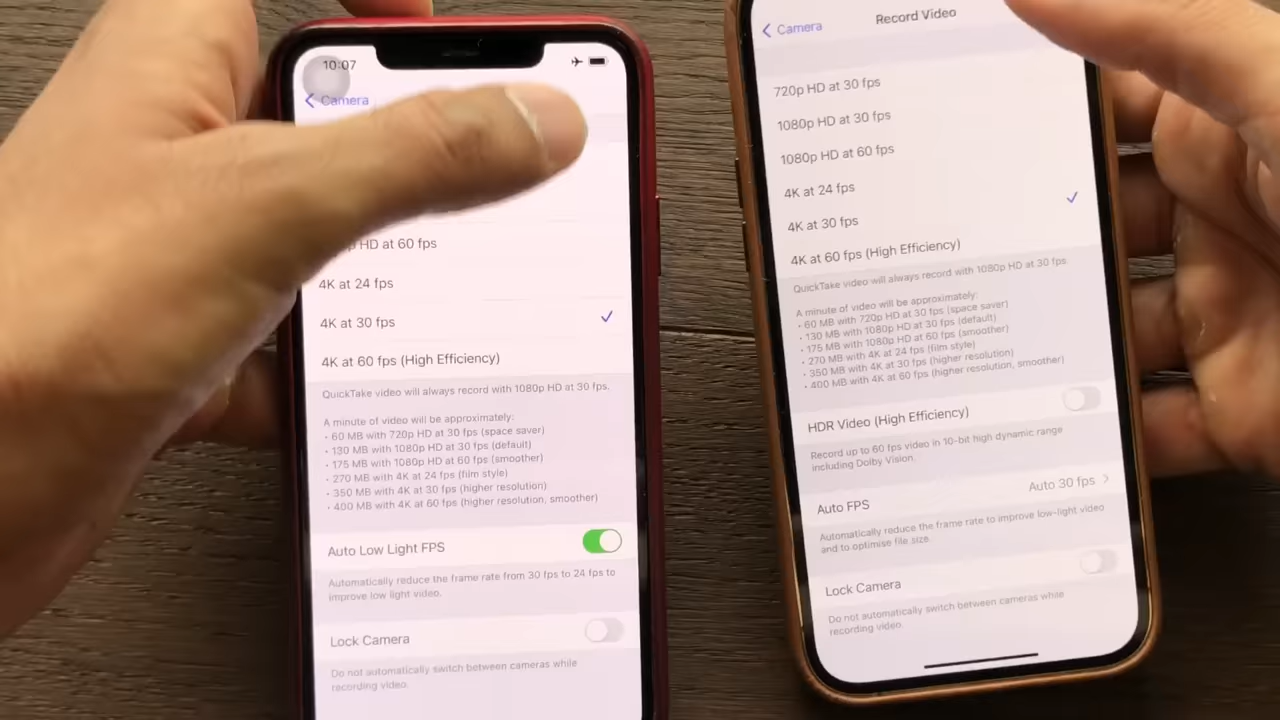 10:07
Camera
HD at 60 fps
4K at 24 fps
4K at 30 fps
4K at 60 fps (High Efficiency)
QuickTake video will always record with 1080p HD at 30 fps.
A minute of video will be approximately:
• 60 MB with 720p HD at 30 fps (space saver)
• 130 MB with 1080p HD at 30 fps (default)
• 175 MB with 1080p HD at 60 fps (smoother)
• 270 MB with 4K at 24 fps (film style)
• 350 MB with 4K at 30 fps (higher resolution)
• 400 MB with 4K at 60 fps (higher resolution, smoother)
Auto Low Light FPS
Automatically reduce the frame rate from 30 fps to 24 fps to
improve low light video.
Lock Camera
Do not automatically switch between cameras while
recording video.
Camera
Record Video
720p HD at 30 fps
1080p HD at 30 fps
1080p HD at 60 fps
4K at 24 fps
4K at 30 fps
4K at 60 fps (High Efficiency)
QuickTake video will always record with 1080p HD at 30 fps.
A minute of video will be approximately:
• 60 MB with 720p HD at 30 fps (space saver)
• 130 MB with 1080p HD at 30 fps (default)
• 175 MB with 1080p HD at 60 fps (smoother)
• 270 MB with 4K at 24 fps (film style)
• 350 MB with 4K at 30 fps (higher resolution)
• 400 MB with 4K at 60 fps (higher resolution, smoother)
HDR Video (High Efficiency)
Record up to 60 fps video in 10-bit high dynamic range
including Dolby Vision.
Auto FPS
Auto 30 fps
Automatically reduce the frame rate to improve low-light video
and to optimise file size.
Lock Camera
Do not automatically switch between cameras while
recording video.